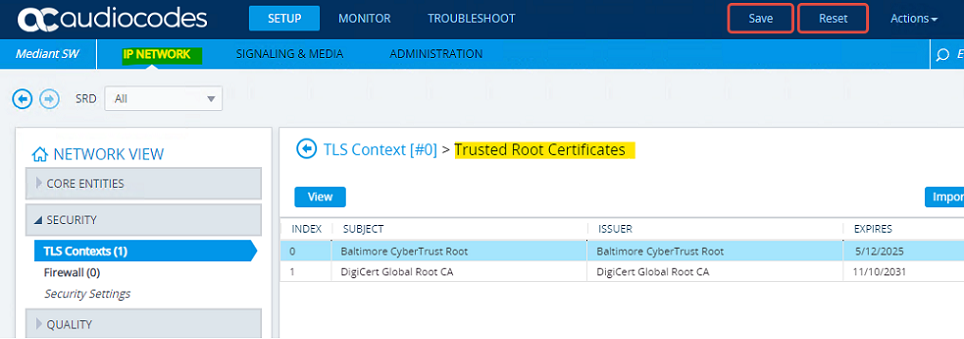 audiocodes SETUP MONITOR TROUBLESHOOT Save Reset Actions
Mediant SW IP NETWORK SIGNALING & MEDIA ADMINISTRATION
SRD All
NETWORK VIEW
CORE ENTITIES
SECURITY
TLS Contexts (1)
Firewall (0)
Security Settings
QUALITY
TLS Context [#0] > Trusted Root Certificates
View Impor
INDEX SUBJECT ISSUER EXPIRES
0 Baltimore CyberTrust Root Baltimore CyberTrust Root 5/12/2025
1 DigiCert Global Root CA DigiCert Global Root CA 11/10/2031